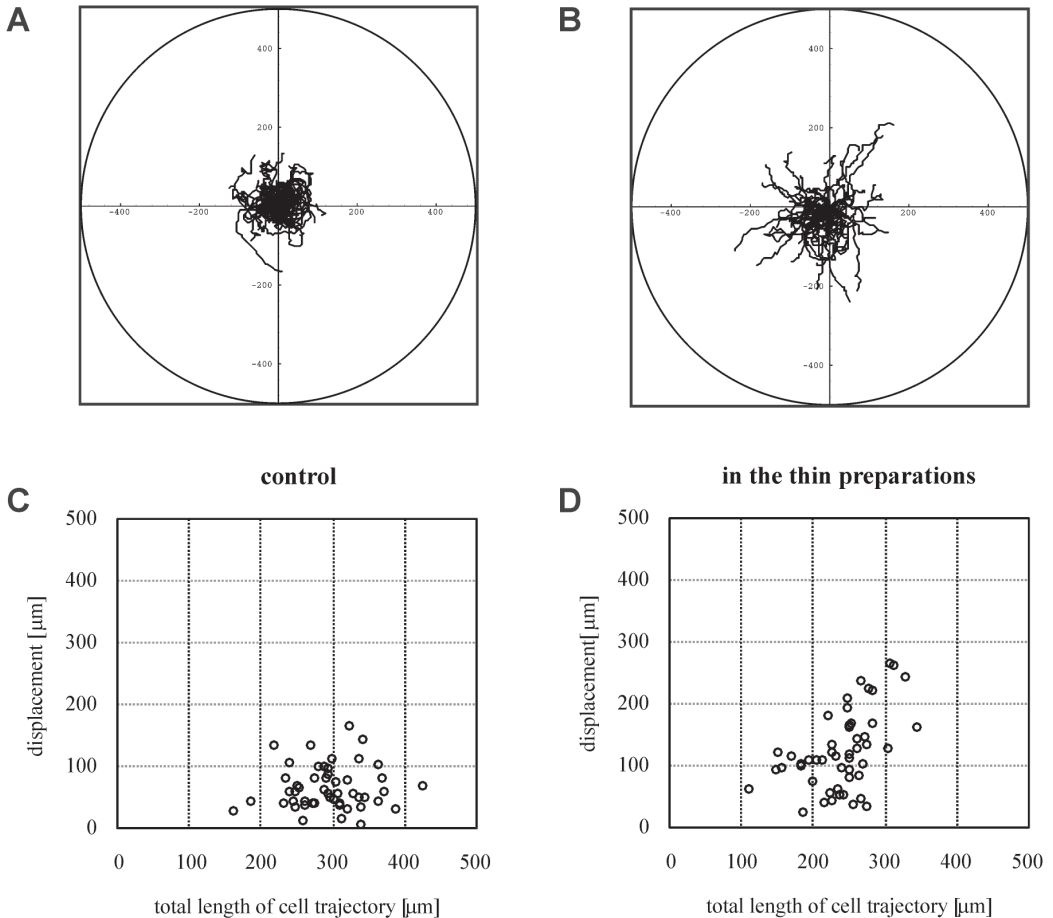 A
B
400
200
-400
-200
200
400
-200
-400
400
200
-400
-200
200
400
-200
-400
control
in the thin preparations
C
D
500
400
300
200
100
0
displacement [μm]
0 100 200 300 400 500
total length of cell trajectory [μm]
500
400
300
200
100
0
displacement[μm]
0 100 200 300 400 500
total length of cell trajectory [μm]